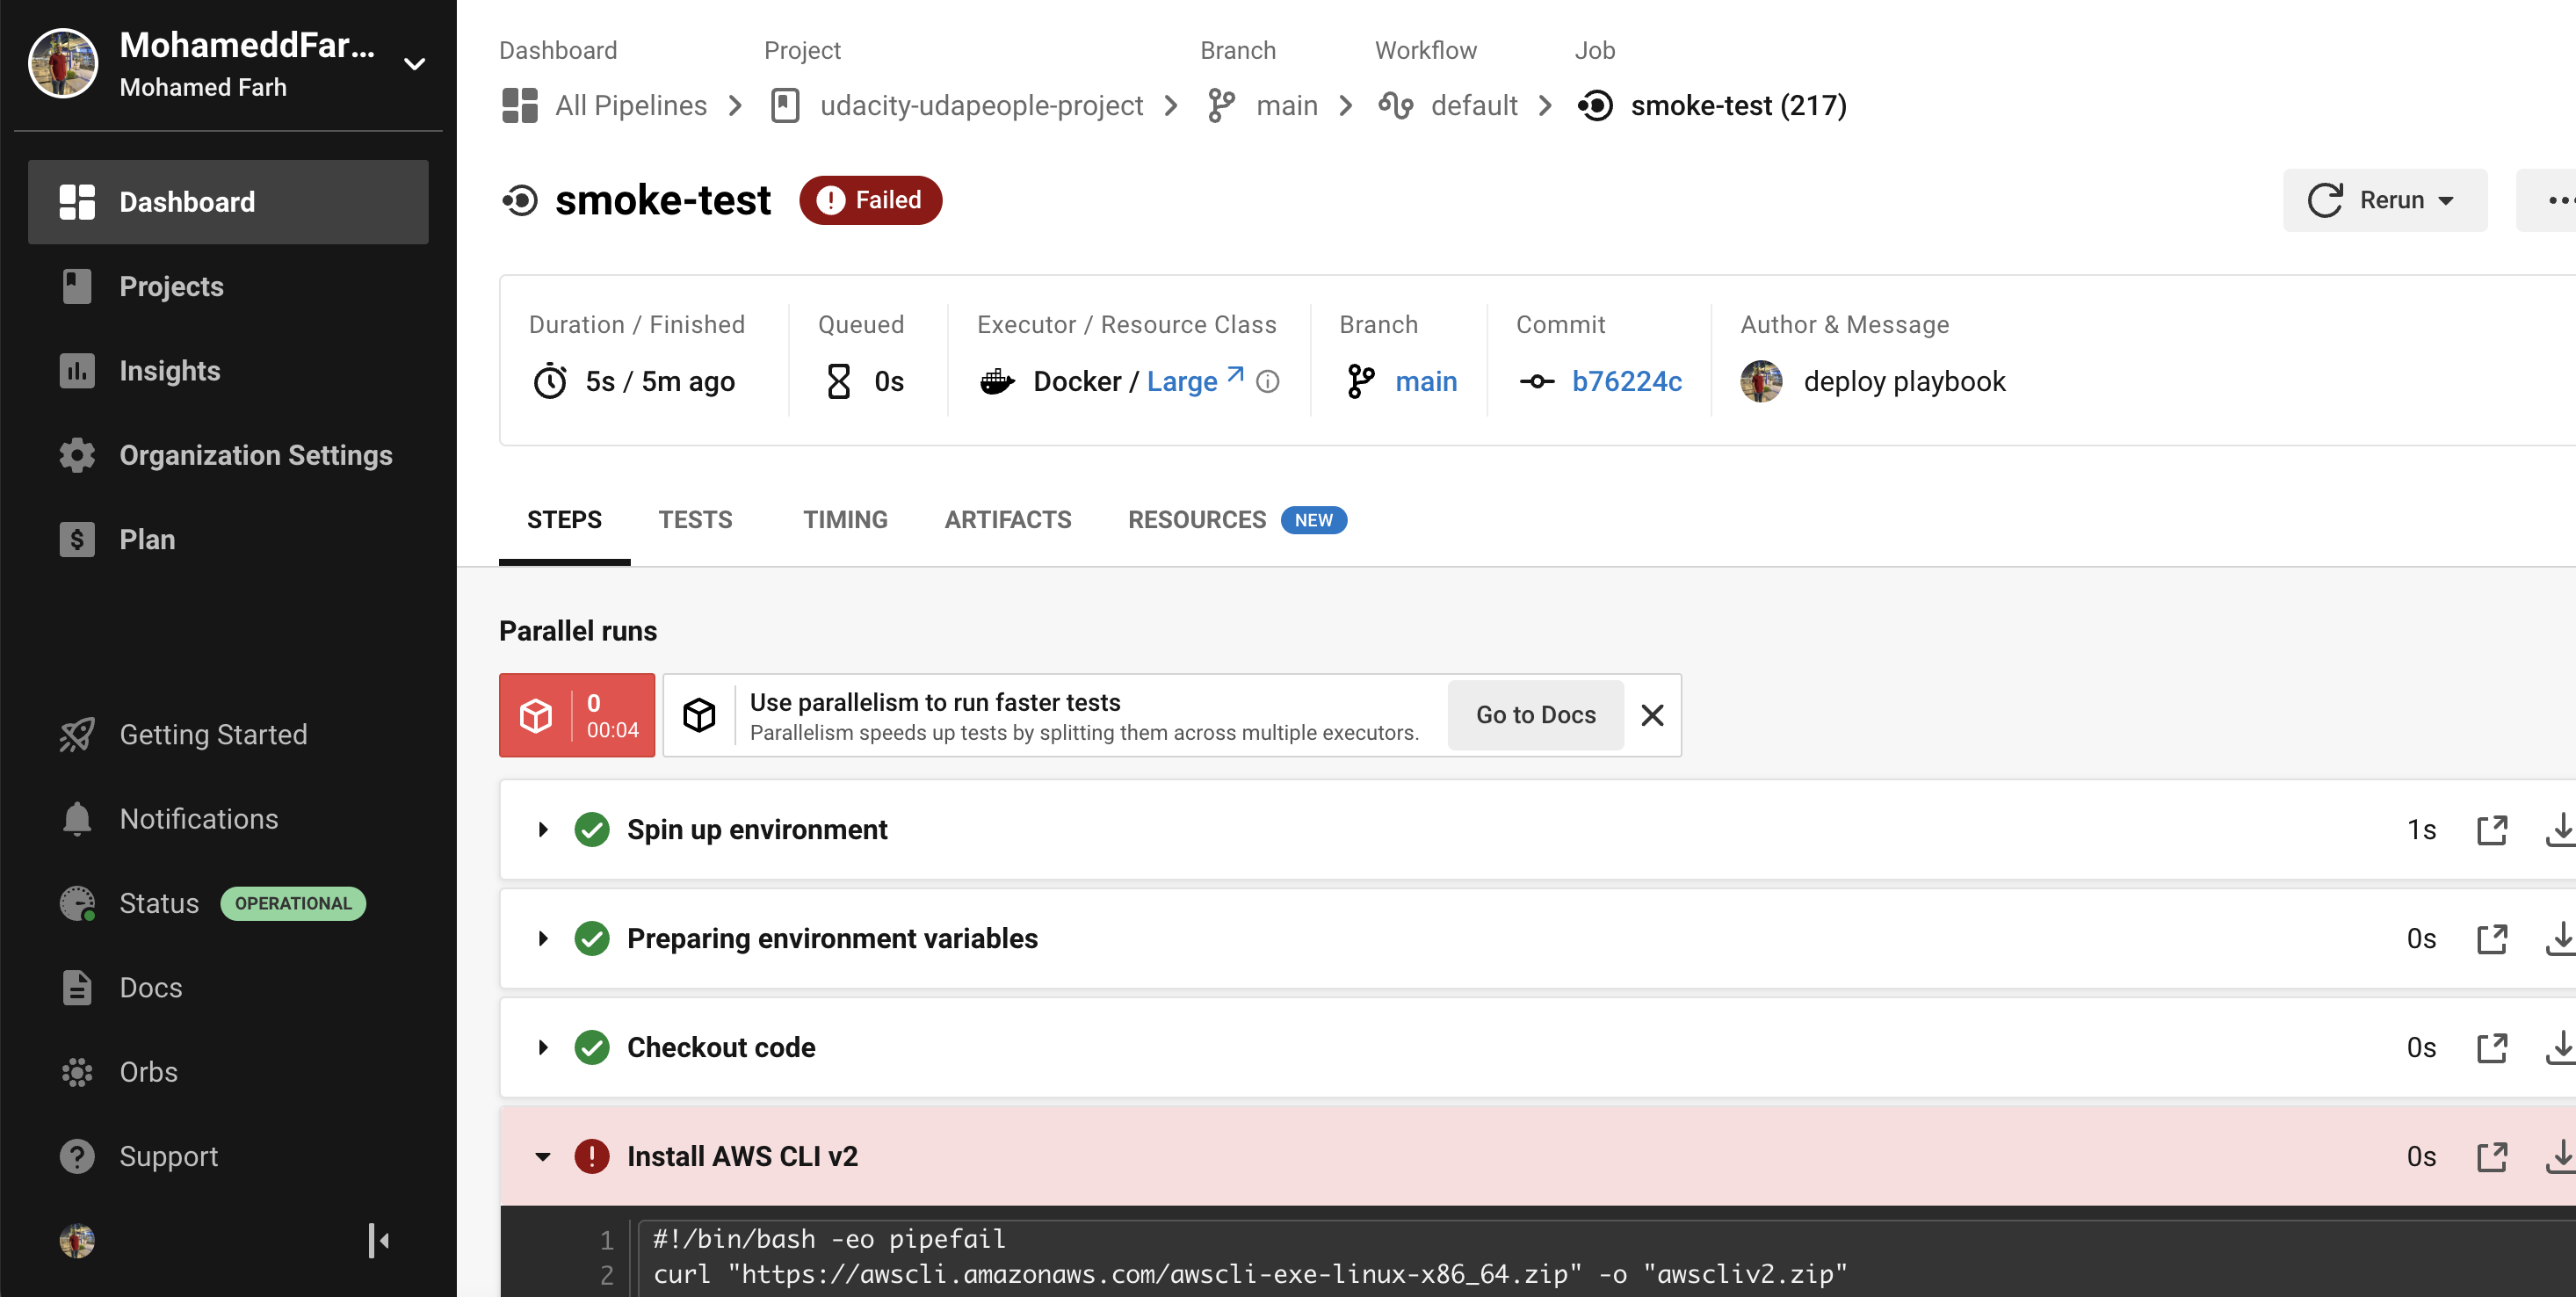 MohameddFar...
Mohamed Farh
Dashboard
Projects
Insights
Organization Settings
Plan
Getting Started
Notifications
Status OPERATIONAL
Docs
Orbs
Support
Dashboard Project Branch Workflow Job
All Pipelines udacity-udapeople-project main default smoke-test (217)
smoke-test Failed
Rerun
Duration / Finished Queued Executor / Resource Class Branch Commit Author & Message
5s / 5m ago 0s Docker / Large main b76224c deploy playbook
STEPS TESTS TIMING ARTIFACTS RESOURCES NEW
Parallel runs
0
00:04
Use parallelism to run faster tests
Parallelism speeds up tests by splitting them across multiple executors.
Go to Docs
Spin up environment 1s
Preparing environment variables 0s
Checkout code 0s
Install AWS CLI v2 0s
1 #!/bin/bash -eo pipefail
2 curl "https://awscli.amazonaws.com/awscli-exe-linux-x86_64.zip" -o "awscliv2.zip"